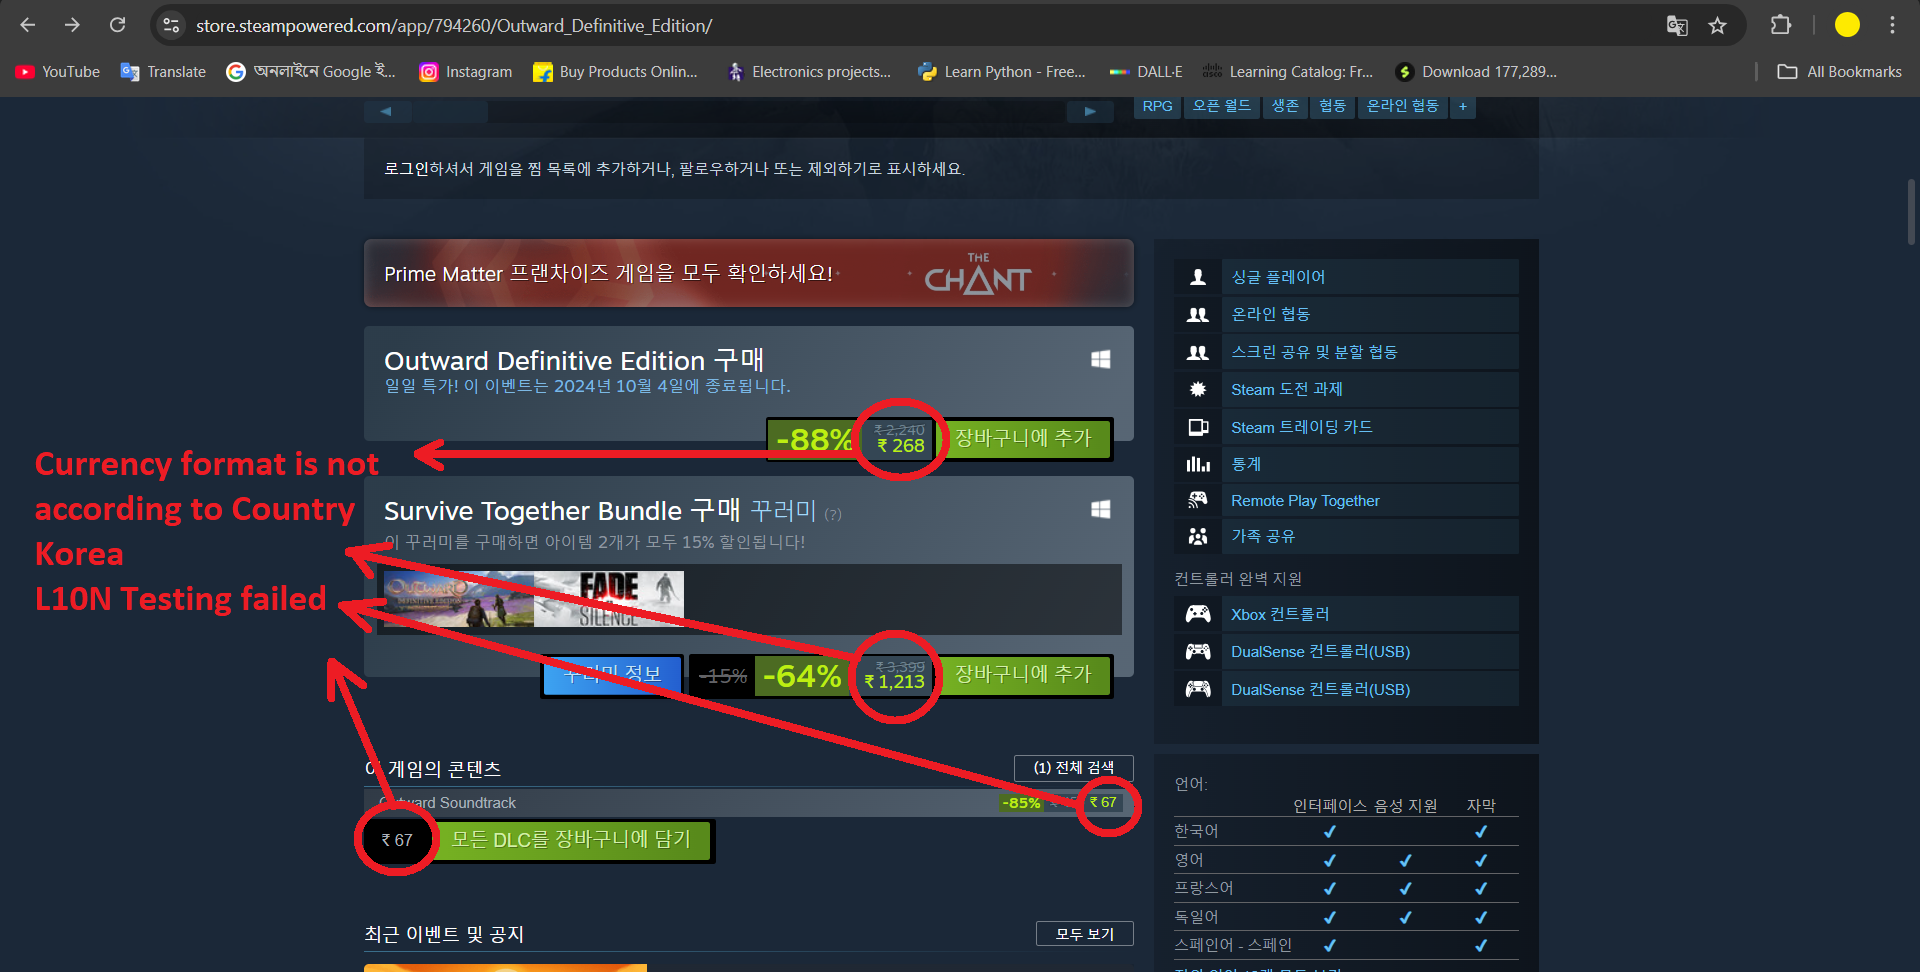 store.steampowered.com/app/794260/Outward_Definitive_Edition/
YouTube
Translate
অনলাইনে Google ই...
Instagram
Buy Products Onlin...
Electronics projects...
Learn Python - Free...
DALL·E
Learning Catalog: Fr...
Download 177,289...
All Bookmarks
RPG 오픈 월드 생존 협동 온라인 협동 +
로그인하셔서 게임을 찜 목록에 추가하거나, 팔로우하거나 또는 제외하기로 표시하세요.
Prime Matter 프랜차이즈 게임을 모두 확인하세요!
THE CHANT
Outward Definitive Edition 구매
일일 특가! 이 이벤트는 2024년 10월 4일에 종료됩니다.
-88%
₹ 2,240
₹ 268
장바구니에 추가
Currency format is not
according to Country
Korea
L10N Testing failed
Survive Together Bundle 구매 꾸러미 (?)
이 꾸러미를 구매하면 아이템 2개가 모두 15% 할인됩니다!
OUTWARD
DEFINITIVE EDITION
FADE
TO
SILENCE
꾸러미 정보
-15%
-64%
₹ 3,399
₹ 1,213
장바구니에 추가
이 게임의 콘텐츠
(1) 전체 검색
Outward Soundtrack
-85%
₹ 67
₹ 67
모든 DLC를 장바구니에 담기
최근 이벤트 및 공지
모두 보기
싱글 플레이어
온라인 협동
스크린 공유 및 분할 협동
Steam 도전 과제
Steam 트레이딩 카드
통계
Remote Play Together
가족 공유
컨트롤러 완벽 지원
Xbox 컨트롤러
DualSense 컨트롤러(USB)
DualSense 컨트롤러(USB)
언어:
인터페이스 음성 지원 자막
한국어
영어
프랑스어
독일어
스페인어 - 스페인